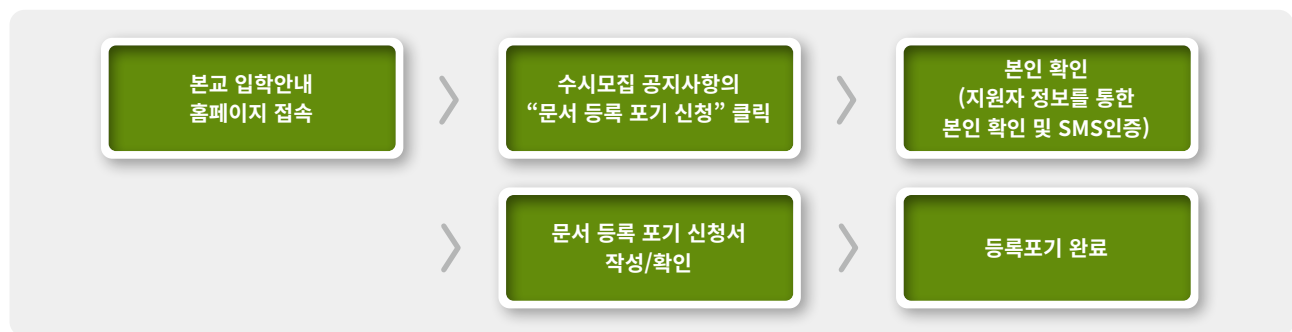 본교 입학안내
홈페이지 접속
수시모집 공지사항의
“문서 등록 포기 신청” 클릭
본인 확인
(지원자 정보를 통한
본인 확인 및 SMS인증)
문서 등록 포기 신청서
작성/확인
등록포기 완료